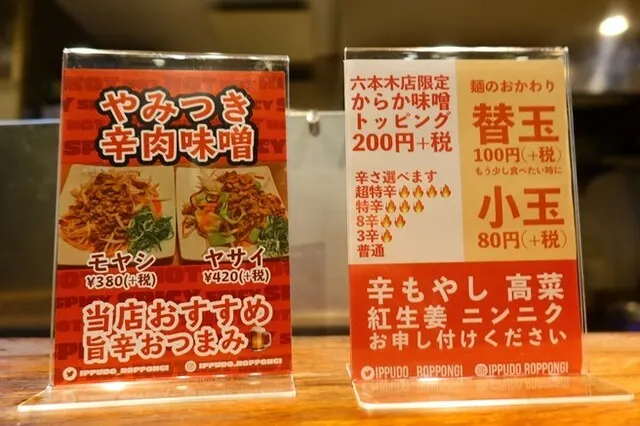 やみつき
辛肉味噌
モヤシ
¥380(+税)
ヤサイ
¥420(+税)
当店おすすめ
旨辛おつまみ
IPPUDO_ROPPONGI
IPPUDO.ROPPONGI
六本木店限定
からか味噌
トッピング
200円+税
辛さ選べます
超特辛
特辛
8辛
3辛
普通
麺のおかわり
替玉
100円(+税)
もう少し食べたい時に
小玉
80円(+税)
辛もやし 高菜
紅生姜 ニンニク
お申し付けください
IPPUDO_ROPPONGI
IPPUDO.ROPPONGI